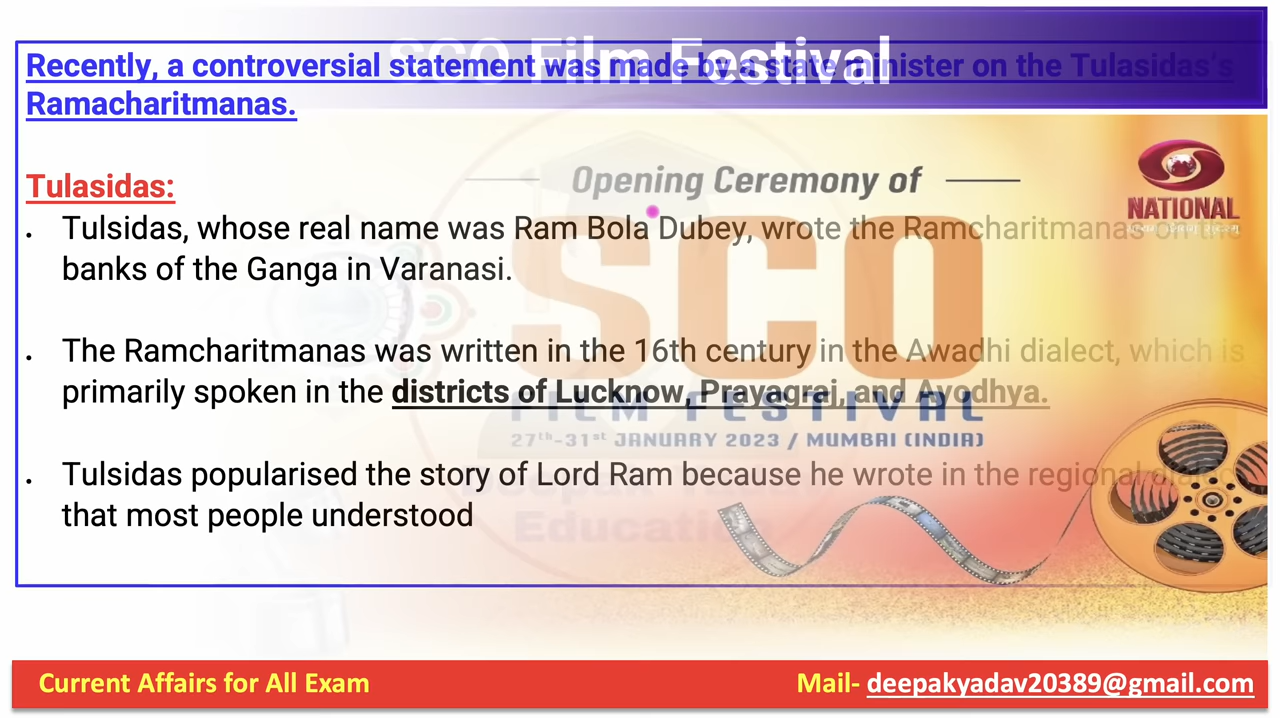 SCO Film Festival
Recently, a controversial statement was made by a state minister on the Tulasidas's
Ramacharitmanas.
Opening Ceremony of
NATIONAL
Tulasidas:
. Tulsidas, whose real name was Ram Bola Dubey, wrote the Ramcharitmanas on the
banks of the Ganga in Varanasi.
SCO
. The Ramcharitmanas was written in the 16th century in the Awadhi dialect, which is
primarily spoken in the districts of Lucknow, Prayagraj, and Ayodhya.
FILM FESTIVAL
27th-31st JANUARY 2023 / MUMBAI (INDIA)
. Tulsidas popularised the story of Lord Ram because he wrote in the regional dialect
that most people understood
Education
Current Affairs for All Exam
Mail- deepakyadav20389@gmail.com